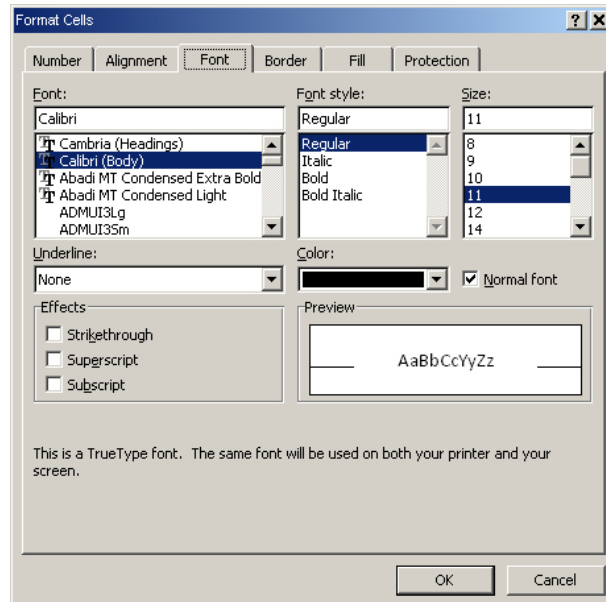 Format Cells
Number Alignment Font Border Fill Protection
Font: Font style: Size:
Calibri Regular 11
Cambria (Headings) Regular 8
Calibri (Body) Italic 9
Abadi MT Condensed Extra Bold Bold 10
Abadi MT Condensed Light Bold Italic 11
ADMUI3Lg 12
ADMUI3Sm 14
Underline: Color:
None Normal font
Effects Preview
Strikethrough
Superscript AaBbCcYyZz
Subscript
This is a TrueType font. The same font will be used on both your printer and your
screen.
OK Cancel